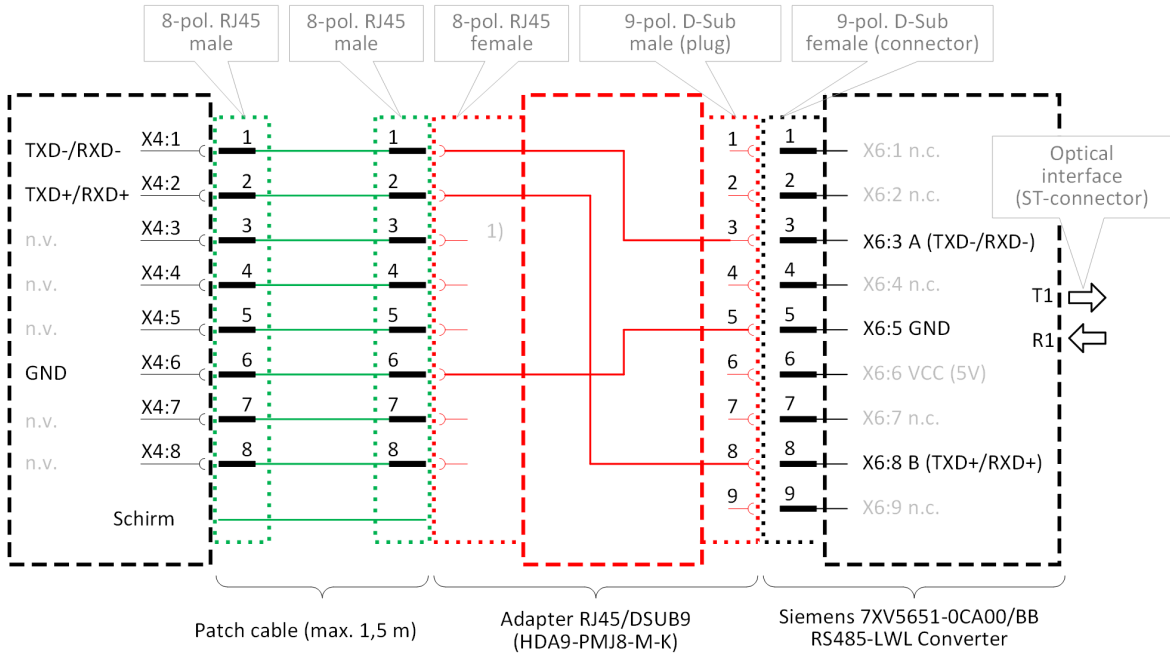 8-pol. RJ45
male
8-pol. RJ45
male
8-pol. RJ45
female
9-pol. D-Sub
male (plug)
9-pol. D-Sub
female (connector)
TXD-/RXD- X4:1 1 1 1 1 X6:1 n.c.
TXD+/RXD+ X4:2 2 2 2 2 X6:2 n.c.
n.v. X4:3 3 3 1) 3 3 X6:3 A (TXD-/RXD-)
n.v. X4:4 4 4 4 4 X6:4 n.c.
n.v. X4:5 5 5 5 5 X6:5 GND
GND X4:6 6 6 6 6 X6:6 VCC (5V)
n.v. X4:7 7 7 7 7 X6:7 n.c.
n.v. X4:8 8 8 8 8 X6:8 B (TXD+/RXD+)
9 9 X6:9 n.c.
Schirm
Optical
interface
(ST-connector)
T1
R1
Patch cable (max. 1,5 m)
Adapter RJ45/DSUB9
(HDA9-PMJ8-M-K)
Siemens 7XV5651-0CA00/BB
RS485-LWL Converter